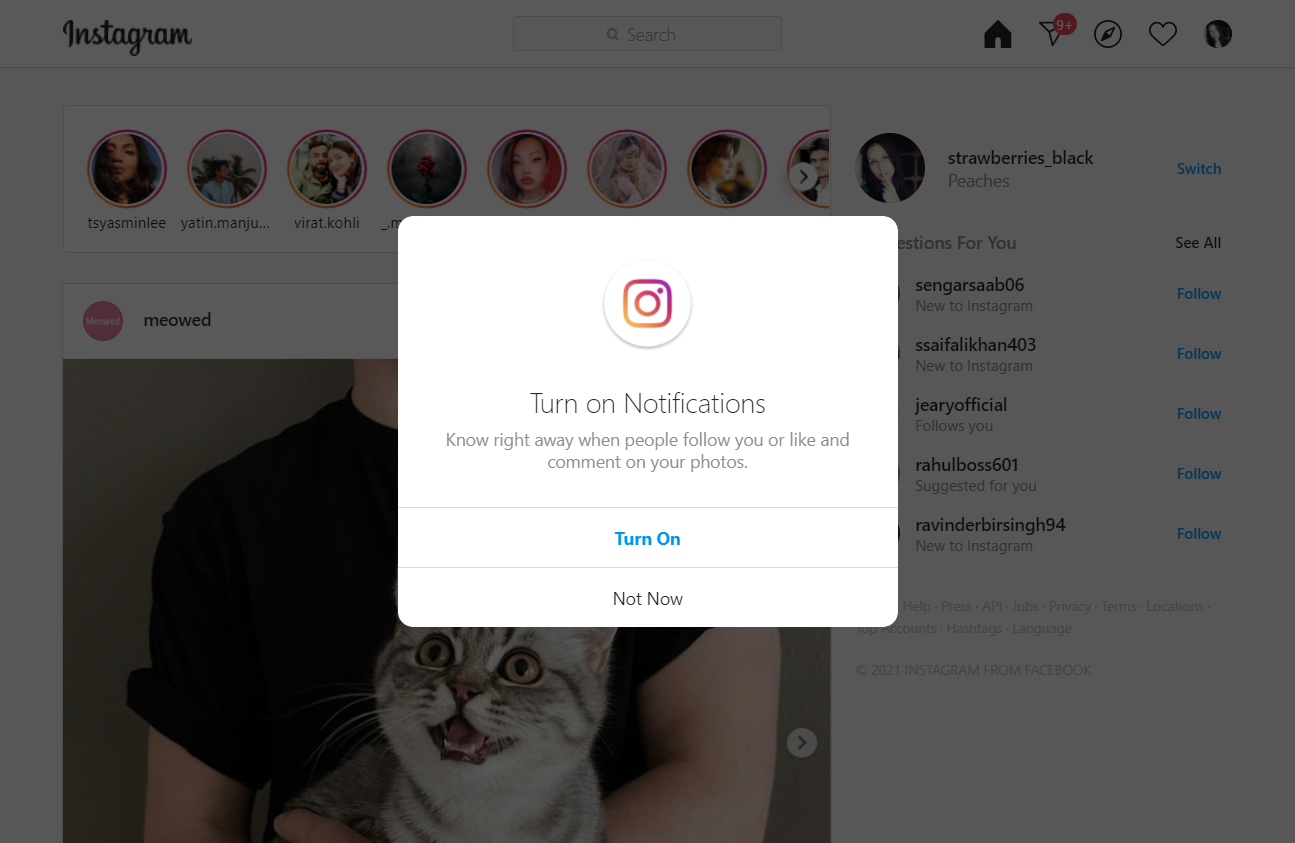 Instagram
Search
9+
tsyasminlee
yatin.manju...
virat.kohli
strawberries_black
Peaches
Switch
For You
See All
meowed
Meowed
sengarsaab06
New to Instagram
Follow
ssaifalikhan403
New to Instagram
Follow
jearyofficial
Follows you
Follow
rahulboss601
Suggested for you
Follow
ravinderbirsingh94
New to Instagram
Follow
Turn on Notifications
Know right away when people follow you or like and
comment on your photos.
Turn On
Not Now
Help · Press · API · Jobs · Privacy · Terms · Locations ·
Top Accounts · Hashtags · Language
© 2021 INSTAGRAM FROM FACEBOOK